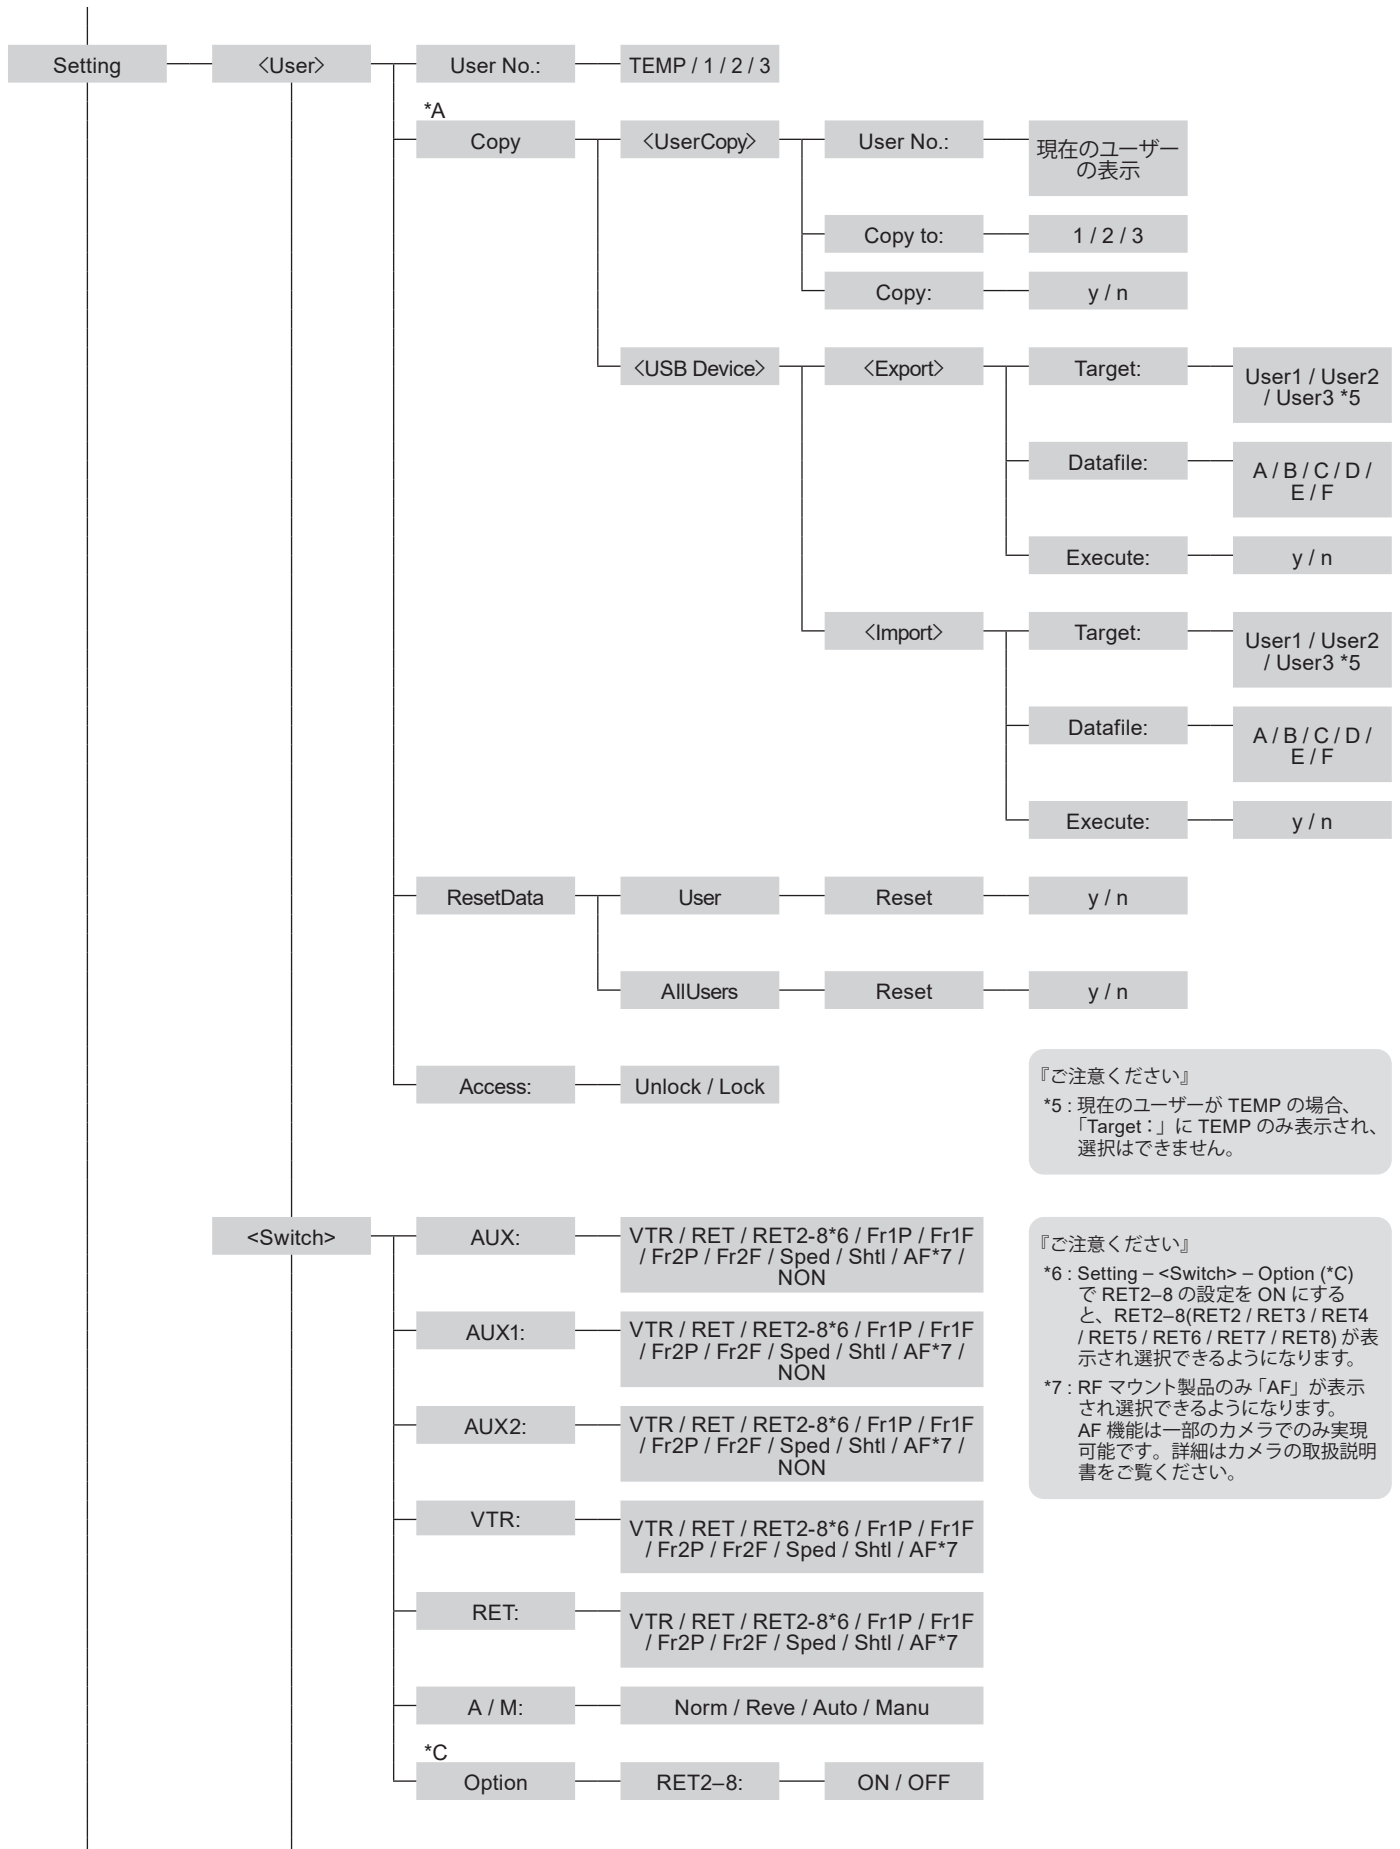 Setting
〈User〉
User No.:
TEMP / 1 / 2 / 3
*A
Copy
〈UserCopy〉
User No.:
現在のユーザー
の表示
Copy to:
1 / 2 / 3
Copy:
y / n
〈USB Device〉
〈Export〉
Target:
User1 / User2
/ User3 *5
Datafile:
A / B / C / D /
E / F
Execute:
y / n
〈Import〉
Target:
User1 / User2
/ User3 *5
Datafile:
A / B / C / D /
E / F
Execute:
y / n
ResetData
User
Reset
y / n
AllUsers
Reset
y / n
Access:
Unlock / Lock
『ご注意ください』
*5 : 現在のユーザーが TEMP の場合、
「Target：」に TEMP のみ表示され、
選択はできません。
<Switch>
AUX:
VTR / RET / RET2-8*6 / Fr1P / Fr1F
/ Fr2P / Fr2F / Sped / Shtl / AF*7 /
NON
AUX1:
VTR / RET / RET2-8*6 / Fr1P / Fr1F
/ Fr2P / Fr2F / Sped / Shtl / AF*7 /
NON
AUX2:
VTR / RET / RET2-8*6 / Fr1P / Fr1F
/ Fr2P / Fr2F / Sped / Shtl / AF*7 /
NON
VTR:
VTR / RET / RET2-8*6 / Fr1P / Fr1F
/ Fr2P / Fr2F / Sped / Shtl / AF*7
RET:
VTR / RET / RET2-8*6 / Fr1P / Fr1F
/ Fr2P / Fr2F / Sped / Shtl / AF*7
A / M:
Norm / Reve / Auto / Manu
*C
Option
RET2–8:
ON / OFF
『ご注意ください』
*6 : Setting – <Switch> – Option (*C)
で RET2–8 の設定を ON にする
と、RET2–8(RET2 / RET3 / RET4
/ RET5 / RET6 / RET7 / RET8) が表
示され選択できるようになります。
*7 : RF マウント製品のみ「AF」が表示
され選択できるようになります。
AF 機能は一部のカメラでのみ実現
可能です。詳細はカメラの取扱説明
書をご覧ください。